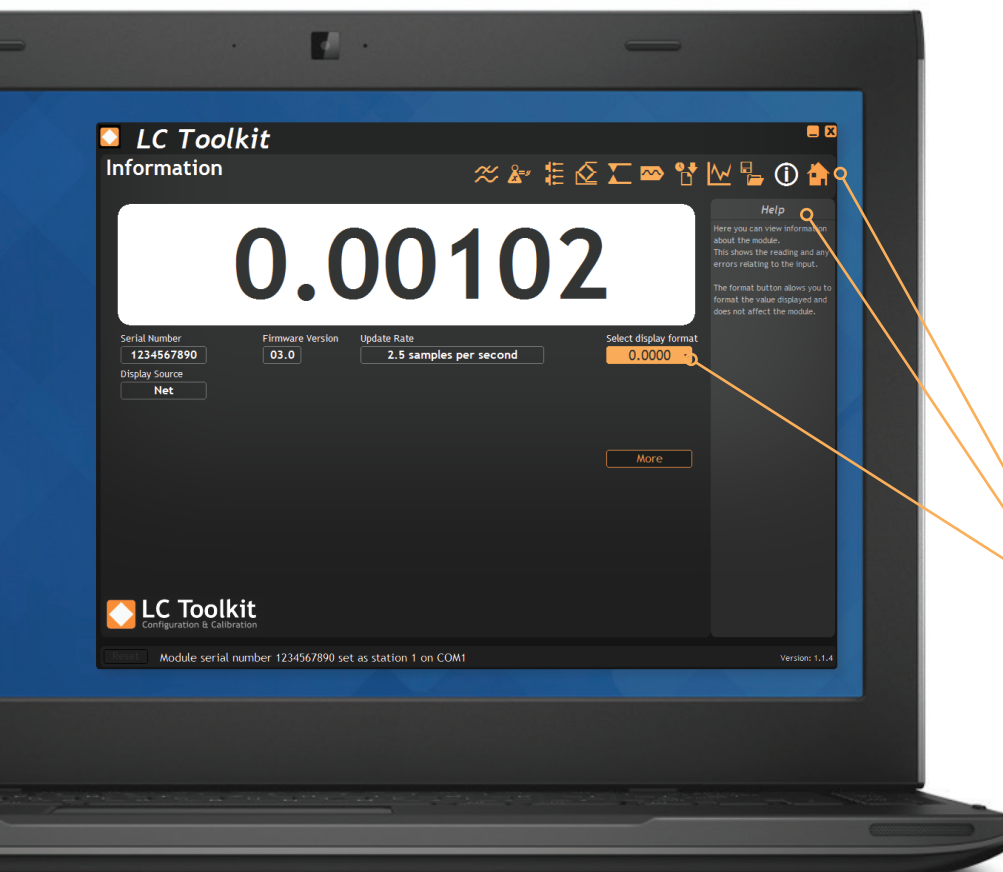 LC Toolkit
Information
0.00102
Help
Here you can view information
about the module.
This shows the reading and any
errors relating to the input.
The format button allows you to
format the value displayed and
does not affect the module.
Serial Number
1234567890
Firmware Version
03.0
Update Rate
2.5 samples per second
Select display format
0.0000
Display Source
Net
More
LC Toolkit
Configuration & Calibration
Reset
Module serial number 1234567890 set as station 1 on COM1
Version: 1.1.4